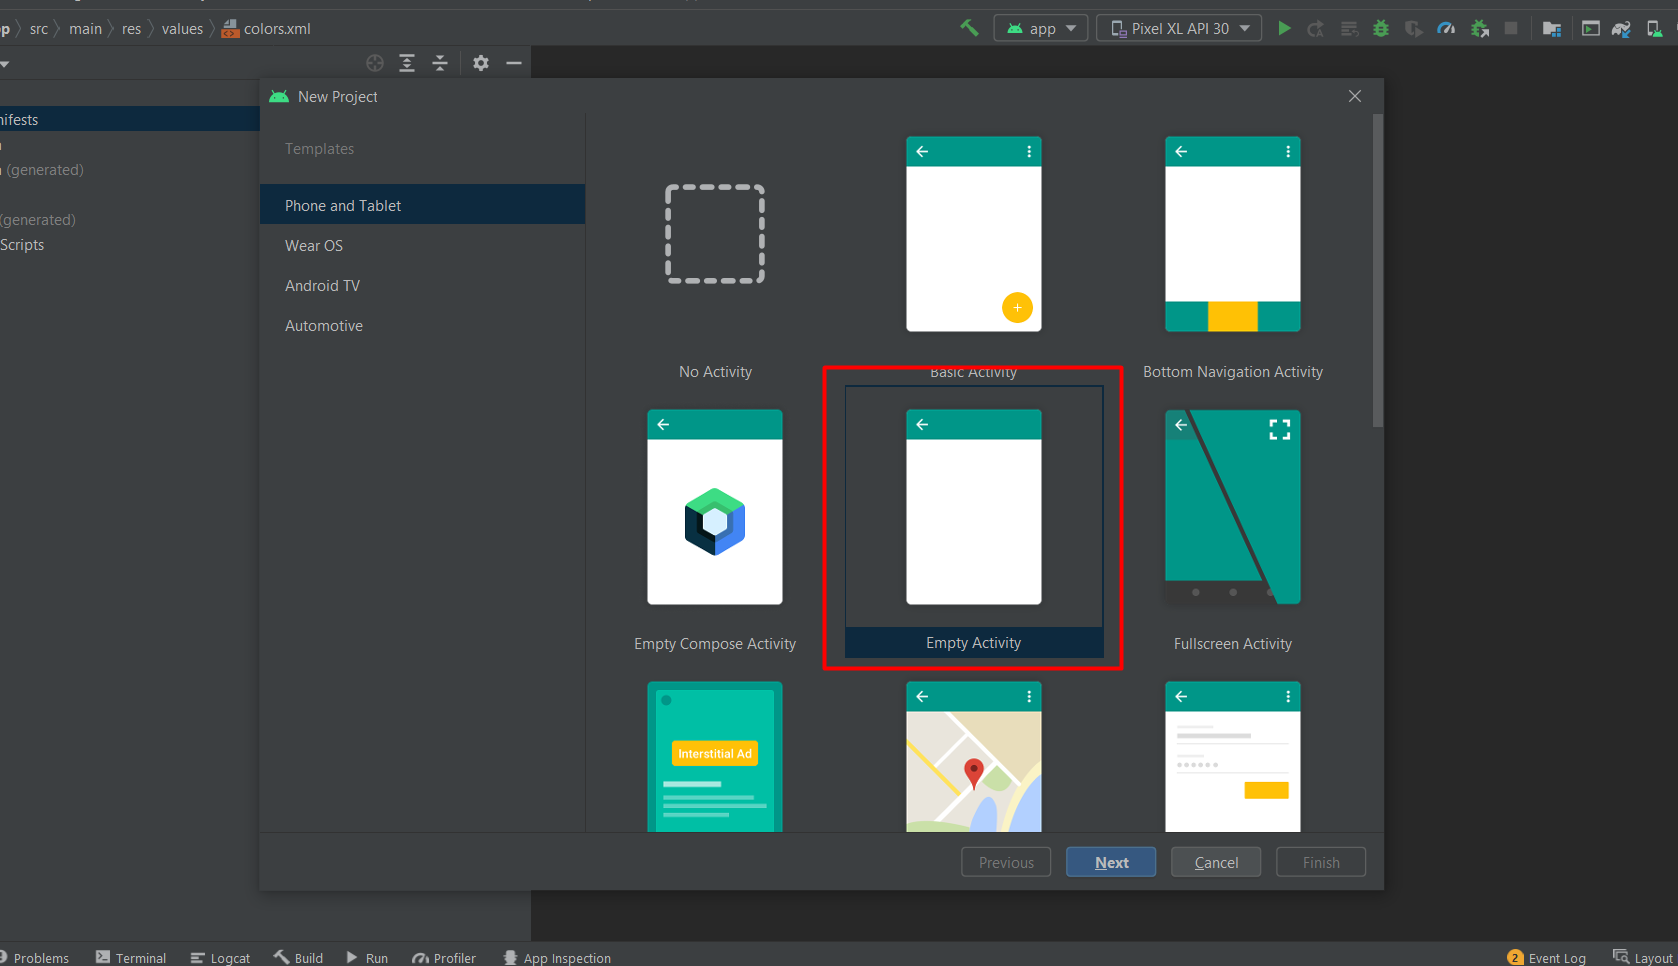 src main res values colors.xml app Pixel XL API 30
New Project
Templates
(generated)
Phone and Tablet
(generated)
Scripts
Wear OS
Android TV
Automotive
No Activity
Basic Activity
Bottom Navigation Activity
Empty Compose Activity
Empty Activity
Fullscreen Activity
Interstitial Ad
Previous
Next
Cancel
Finish
Problems Terminal Logcat Build Run Profiler App Inspection 2 Event Log Layout